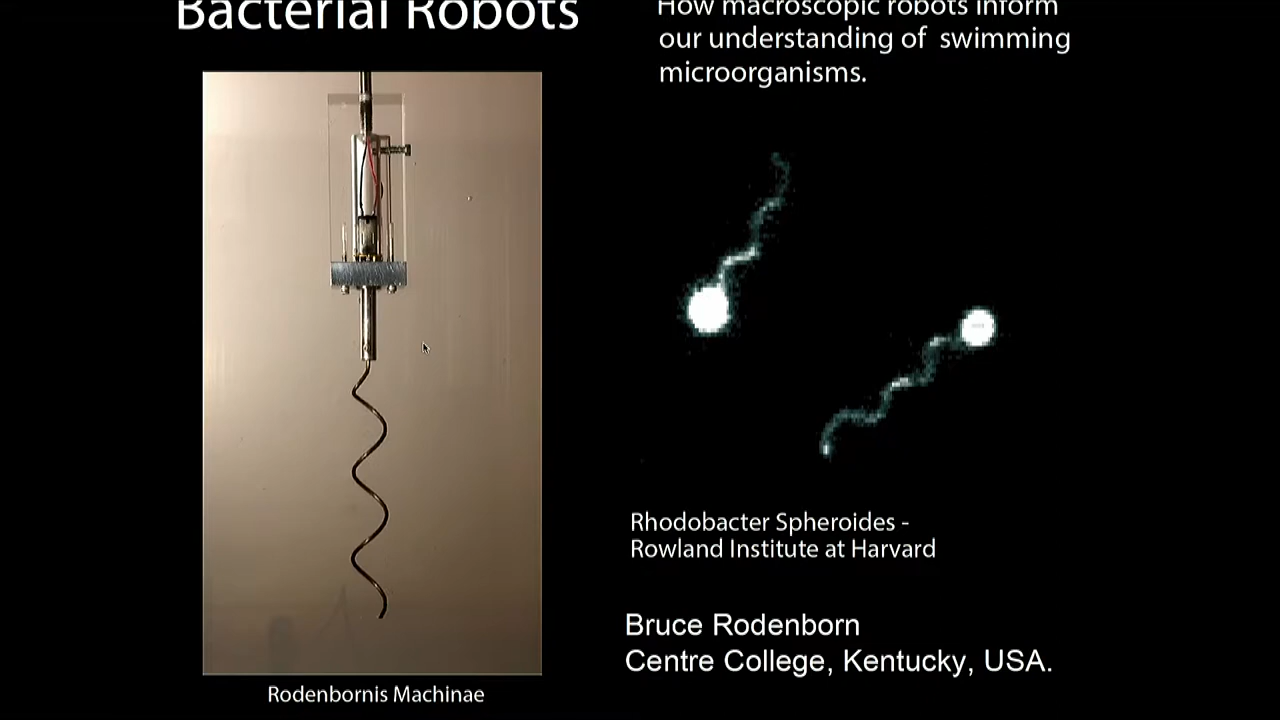 Bacterial Robots
How macroscopic robots inform
our understanding of swimming
microorganisms.
Rhodobacter Spheroides -
Rowland Institute at Harvard
Bruce Rodenborn
Centre College, Kentucky, USA.
Rodenbornis Machinae